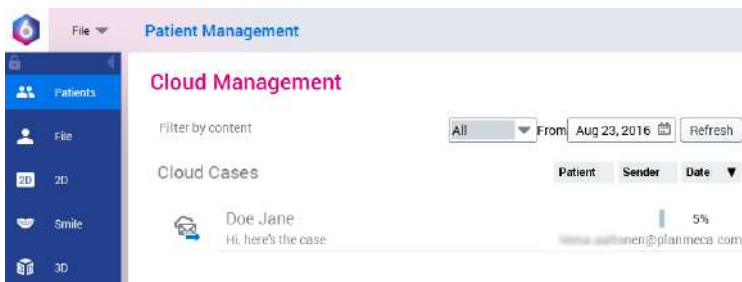 File
Patient Management
Patients
File
2D 2D
Smile
3D
Cloud Management
Filter by content
All
From Aug 23, 2016 Refresh
Cloud Cases
Patient Sender Date
Doe Jane
5%
Hi, here's the case
nen@planmeca.com